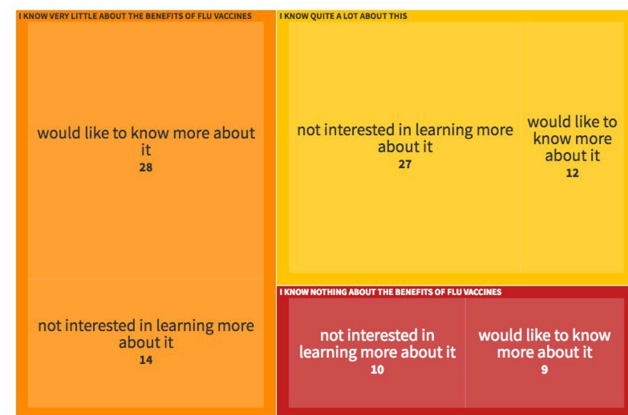 I KNOW VERY LITTLE ABOUT THE BENEFITS OF FLU VACCINES
would like to know more about
it
28
not interested in learning more
about it
14
I KNOW QUITE A LOT ABOUT THIS
not interested in learning more
about it
27
would like to
know more
about it
12
I KNOW NOTHING ABOUT THE BENEFITS OF FLU VACCINES
not interested in
learning more about it
10
would like to know
more about it
9